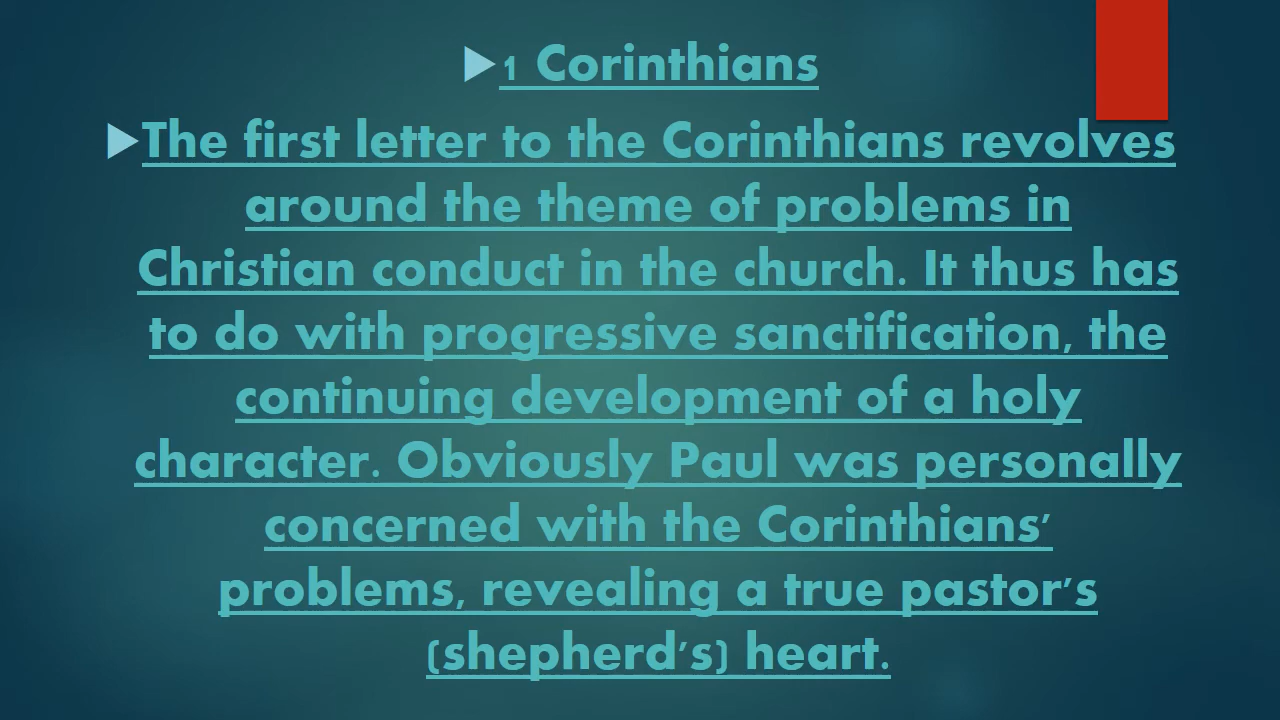 1 Corinthians
The first letter to the Corinthians revolves
around the theme of problems in
Christian conduct in the church. It thus has
to do with progressive sanctification, the
continuing development of a holy
character. Obviously Paul was personally
concerned with the Corinthians’
problems, revealing a true pastor’s
(shepherd’s) heart.